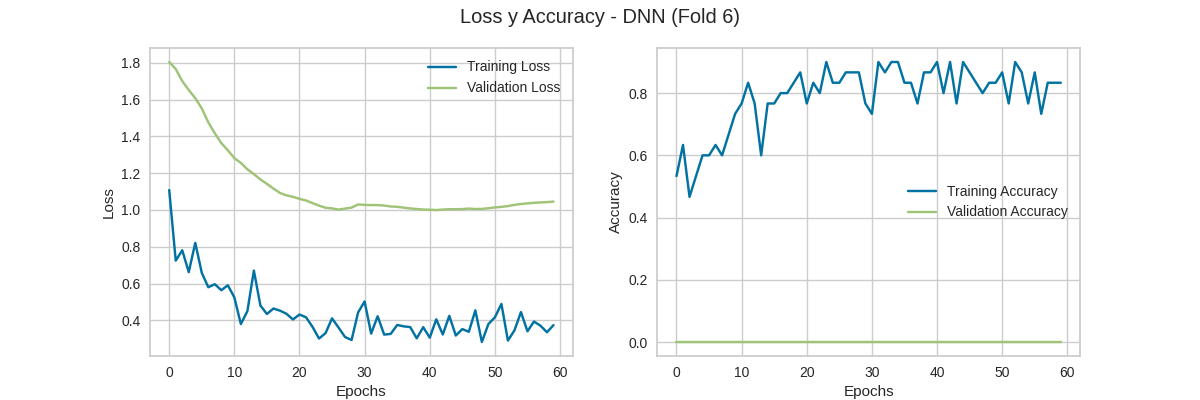 Loss y Accuracy - DNN (Fold 6)
Training Loss
Validation Loss
1.8
1.6
1.4
1.2
1.0
0.8
0.6
0.4
Loss
0 10 20 30 40 50 60
Epochs
Training Accuracy
Validation Accuracy
0.8
0.6
0.4
0.2
0.0
Accuracy
0 10 20 30 40 50 60
Epochs